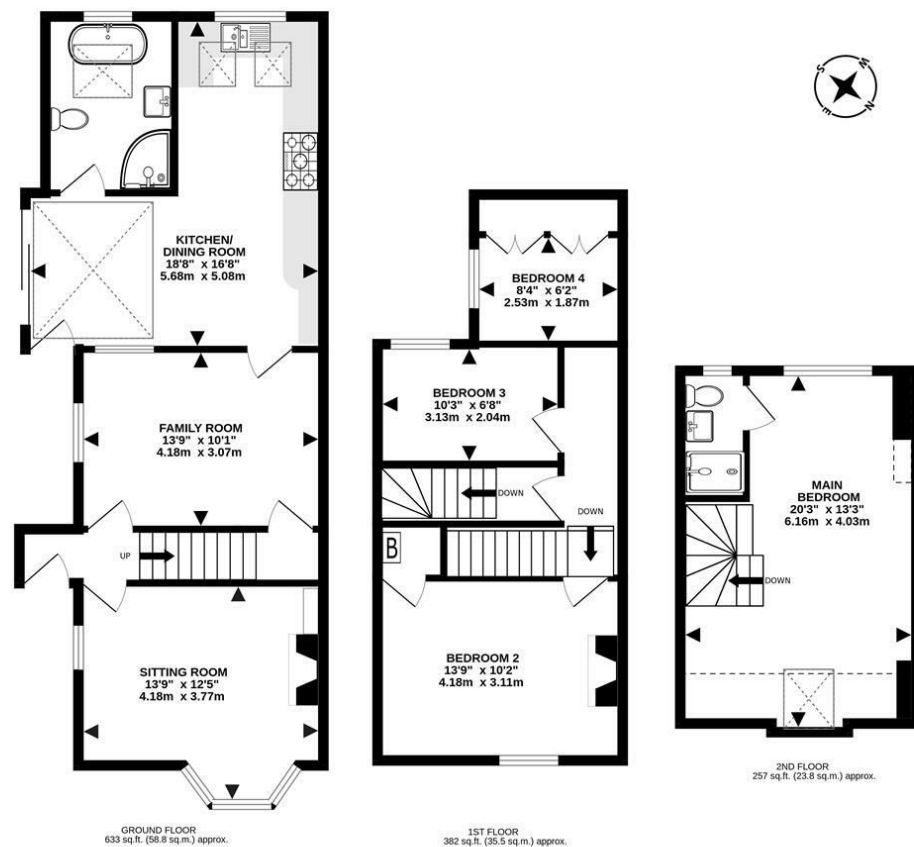 S
W
E
N
KITCHEN/
DINING ROOM
18'8" x 16'8"
5.68m x 5.08m
FAMILY ROOM
13'9" x 10'1"
4.18m x 3.07m
UP
SITTING ROOM
13'9" x 12'5"
4.18m x 3.77m
GROUND FLOOR
633 sq.ft. (58.8 sq.m.) approx.
BEDROOM 4
8'4" x 6'2"
2.53m x 1.87m
BEDROOM 3
10'3" x 6'8"
3.13m x 2.04m
DOWN
DOWN
B
BEDROOM 2
13'9" x 10'2"
4.18m x 3.11m
1ST FLOOR
382 sq.ft. (35.5 sq.m.) approx.
MAIN
BEDROOM
20'3" x 13'3"
6.16m x 4.03m
DOWN
2ND FLOOR
257 sq.ft. (23.8 sq.m.) approx.